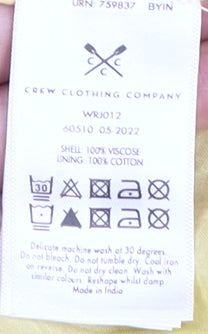 URN 759837 BYIN
C C C
CREW CLOTHING COMPANY
WRJ012
60510 05-2022
SHELL: 100% VISCOSE
LINING: 100% COTTON
30
Delicate machine wash at 30 degrees.
Do not bleach. Do not tumble dry. Cool iron
on reverse. Do not dry clean. Wash with
similar colours. Reshape whilst damp.
Made in India